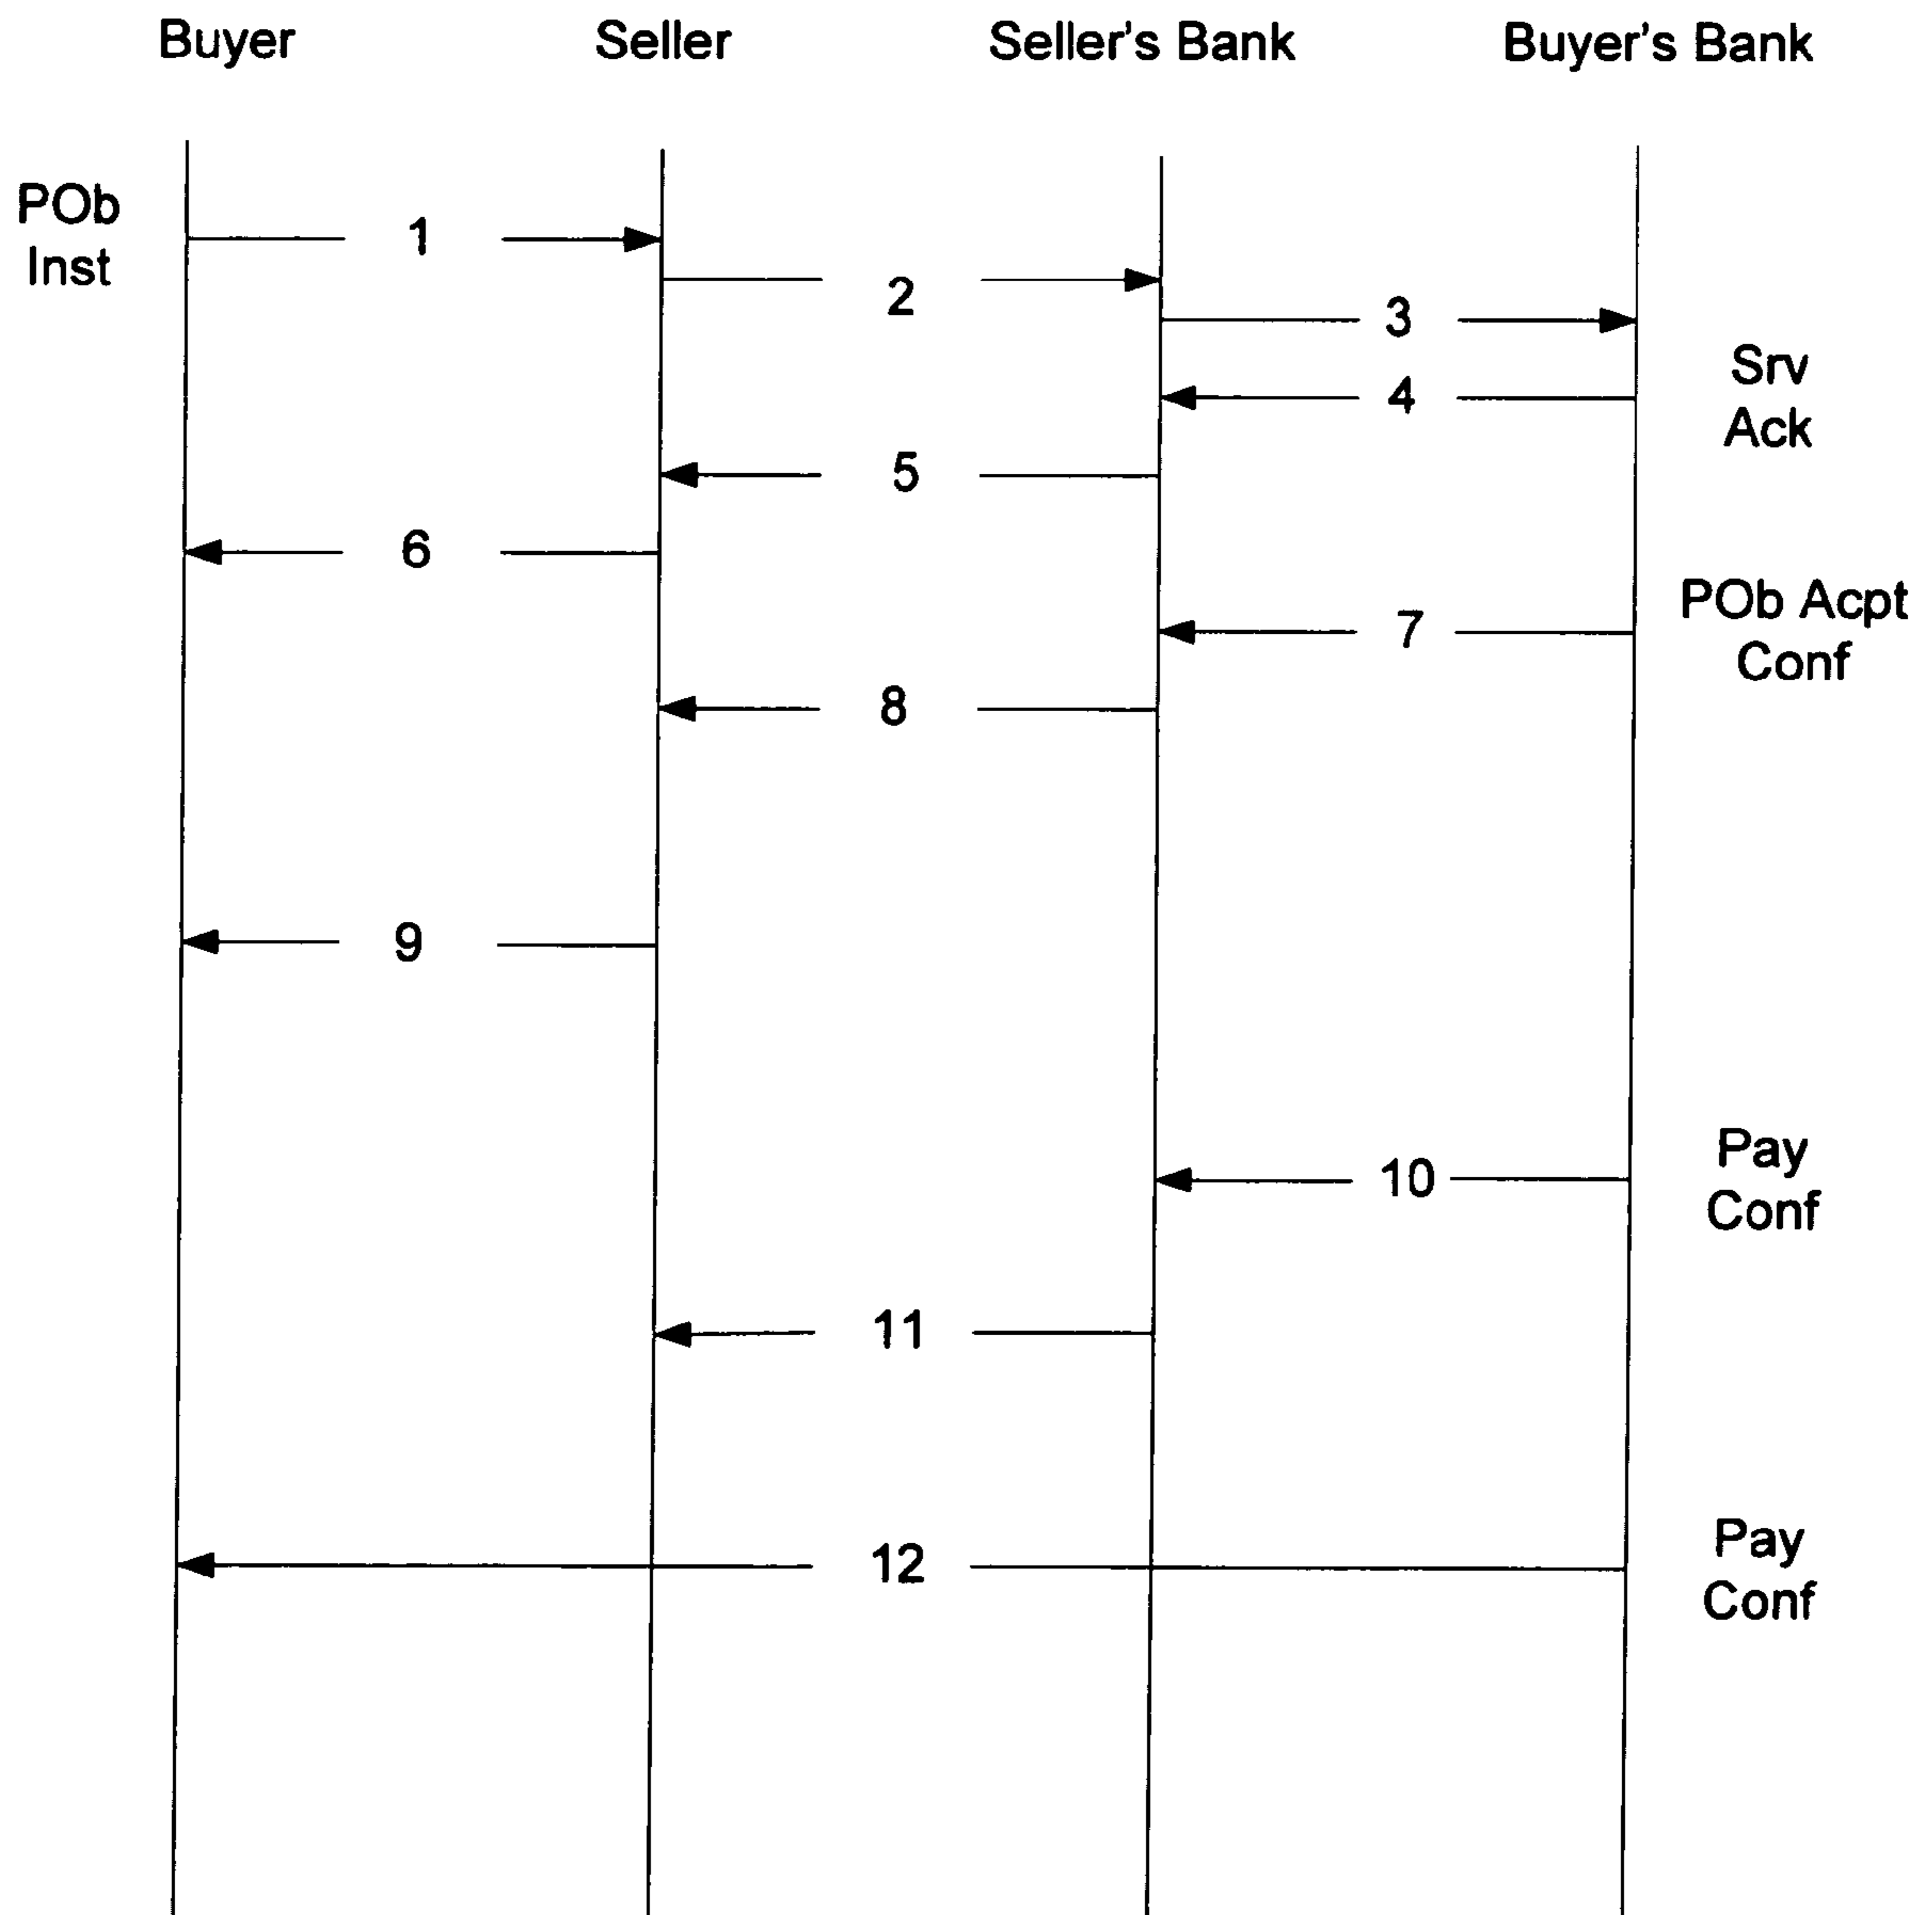 Buyer Seller Seller's Bank Buyer's Bank
POb
Inst
1
2
3
Srv
Ack
4
5
6
POb Acpt
Conf
7
8
9
Pay
Conf
10
11
Pay
Conf
12